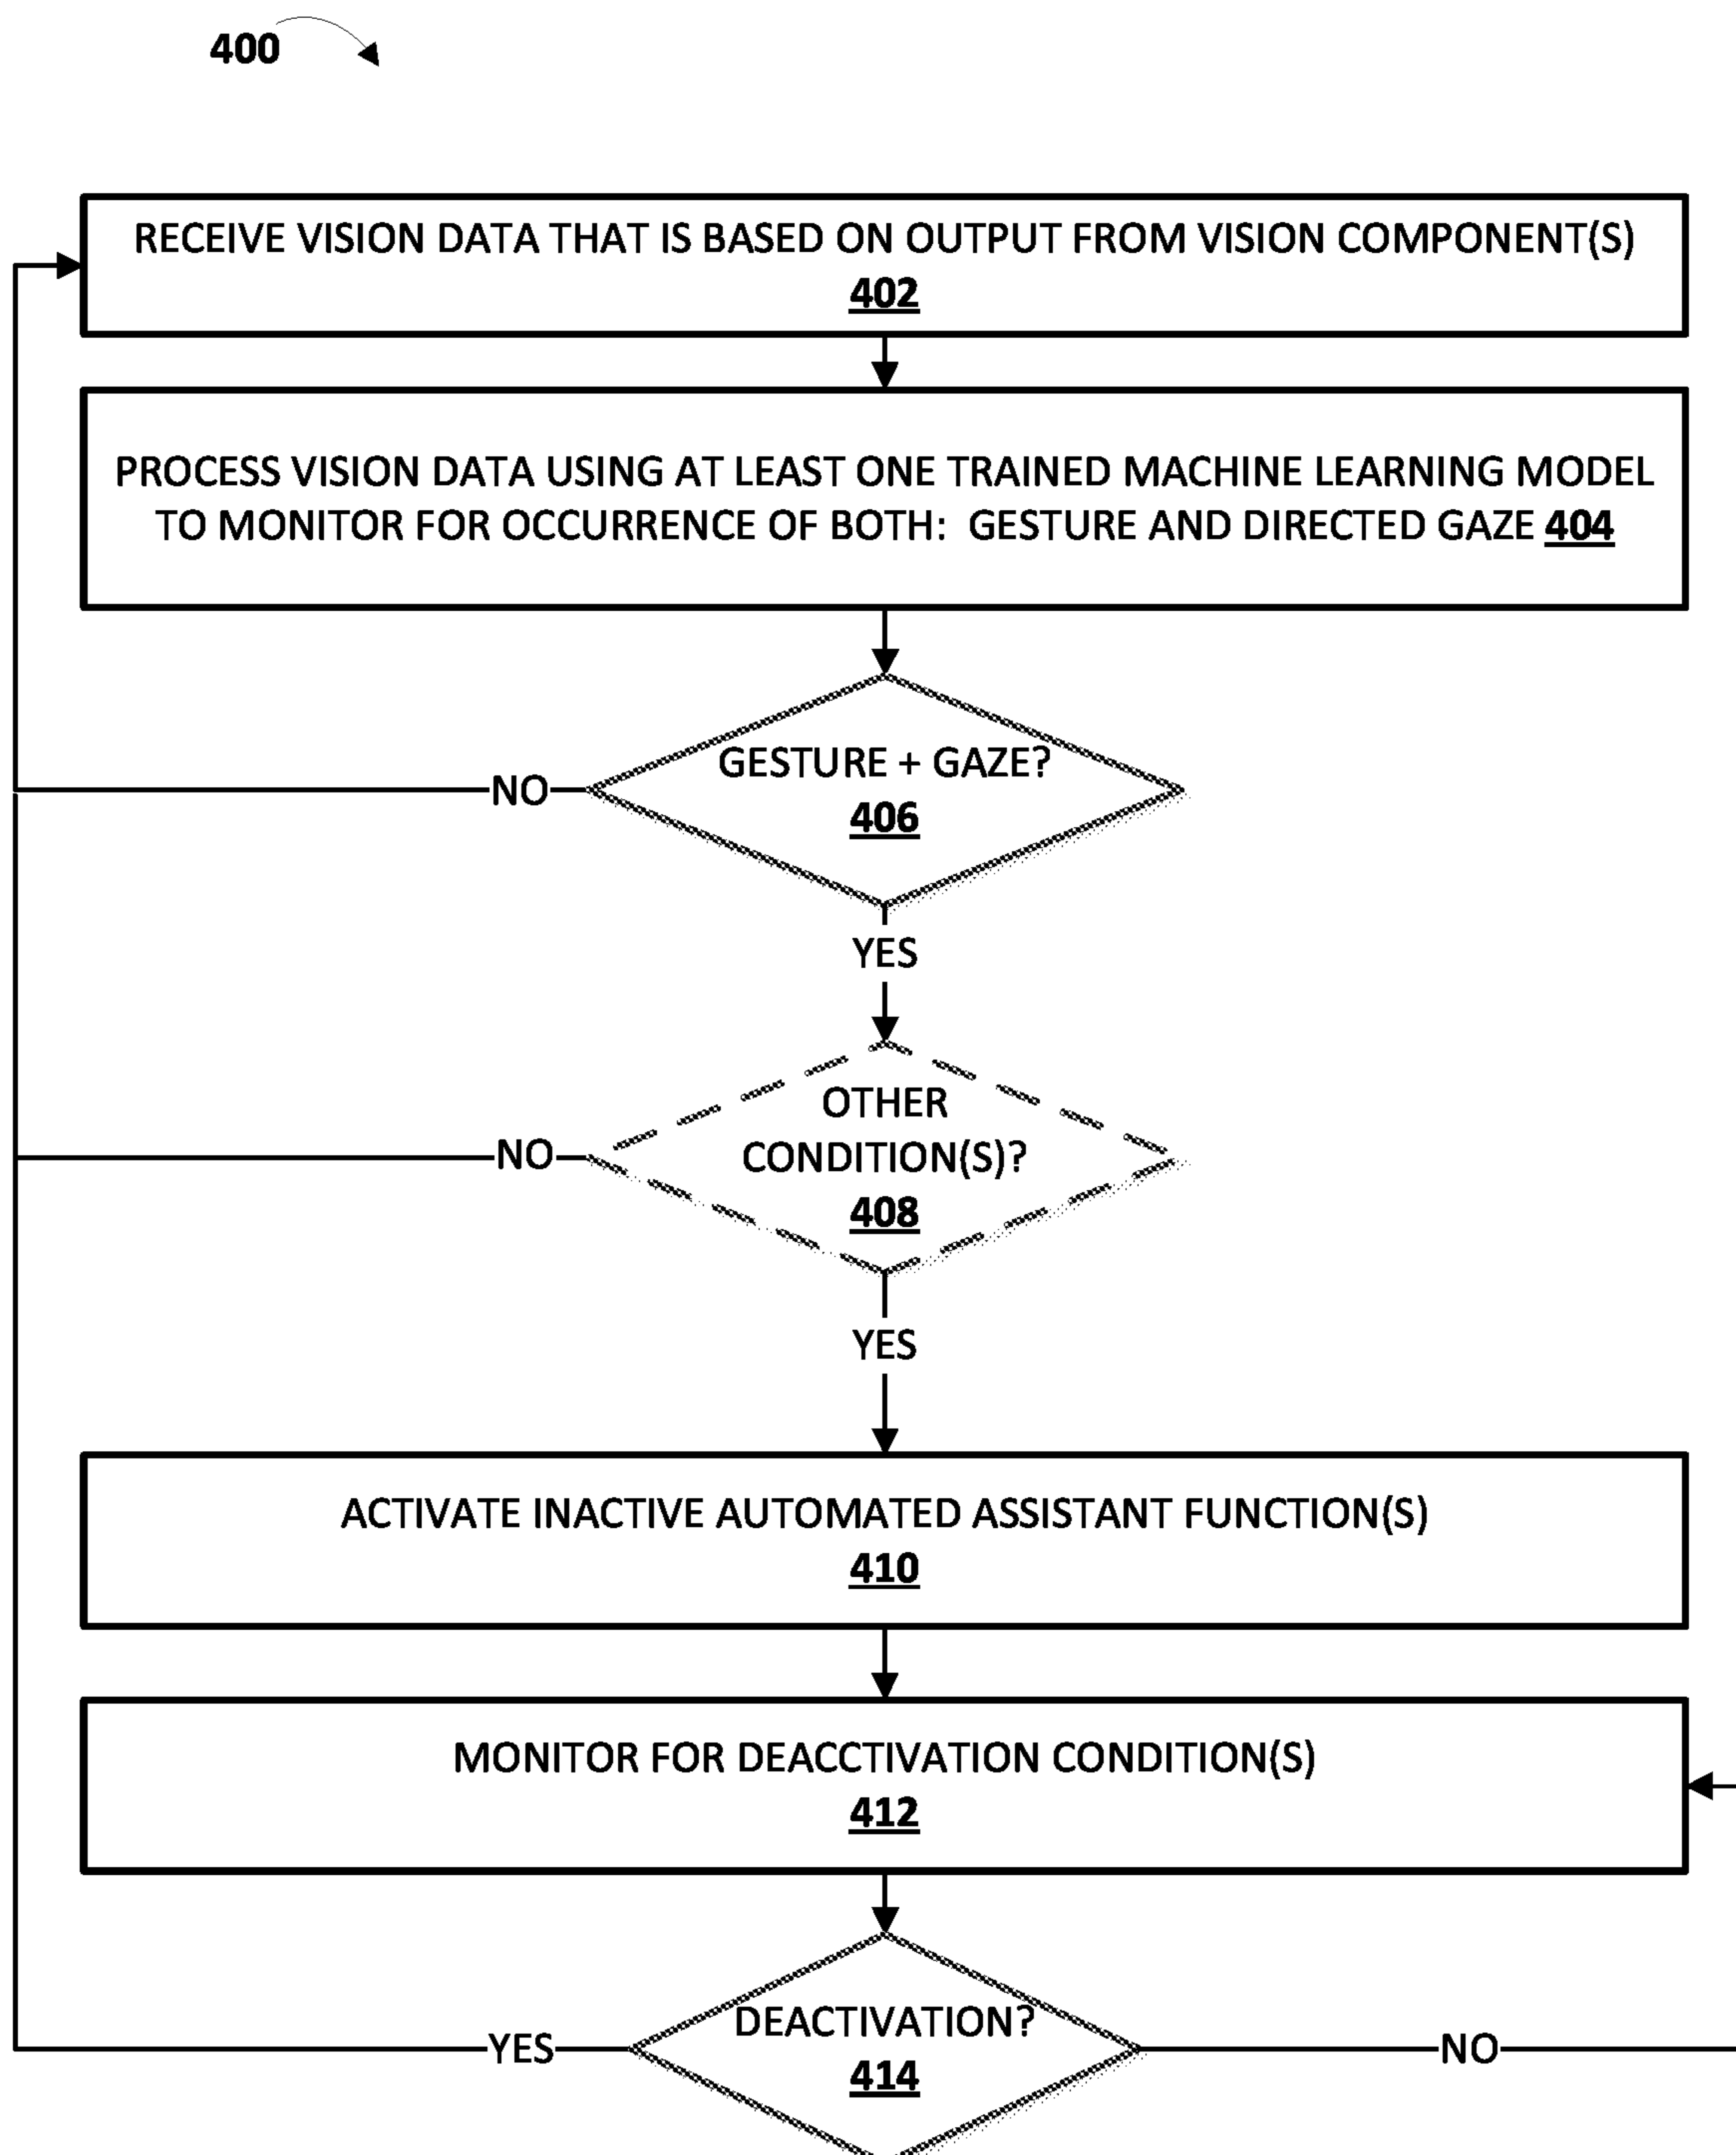 400
RECEIVE VISION DATA THAT IS BASED ON OUTPUT FROM VISION COMPONENT(S)
402
PROCESS VISION DATA USING AT LEAST ONE TRAINED MACHINE LEARNING MODEL
TO MONITOR FOR OCCURRENCE OF BOTH: GESTURE AND DIRECTED GAZE 404
GESTURE + GAZE?
406
NO
YES
OTHER
CONDITION(S)?
408
NO
YES
ACTIVATE INACTIVE AUTOMATED ASSISTANT FUNCTION(S)
410
MONITOR FOR DEACCTIVATION CONDITION(S)
412
DEACTIVATION?
414
YES
NO